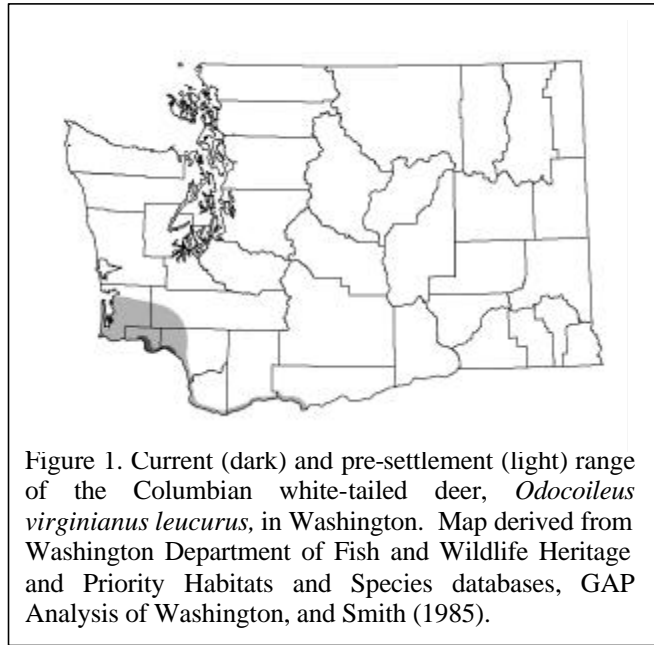 Figure 1. Current (dark) and pre-settlement (light) range
of the Columbian white-tailed deer, Odocoileus
virginianus leucurus, in Washington. Map derived from
Washington Department of Fish and Wildlife Heritage
and Priority Habitats and Species databases, GAP
Analysis of Washington, and Smith (1985).